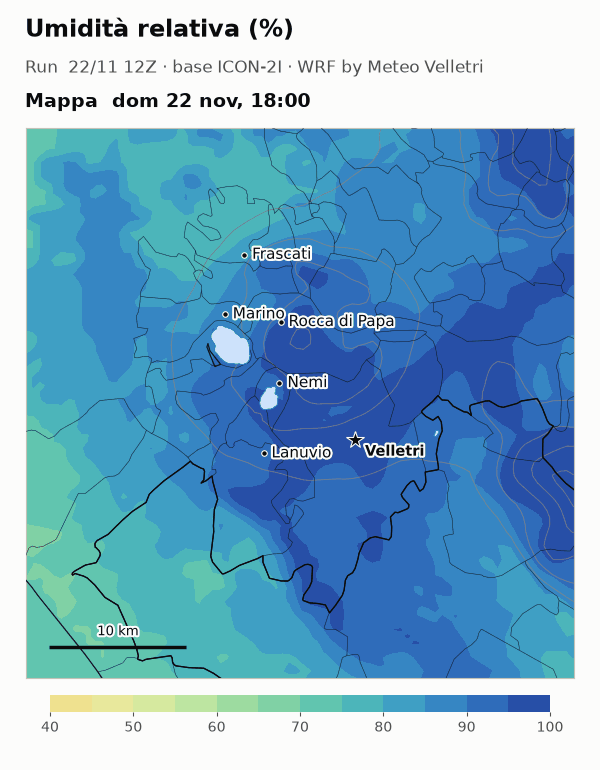 Umidità relativa (%)
Run  22/11 12Z · base ICON-2I · WRF by Meteo Velletri
Mappa  dom 22 nov, 18:00
Frascati
Marino
Rocca di Papa
Nemi
Velletri
Lanuvio
10 km
40 50 60 70 80 90 100